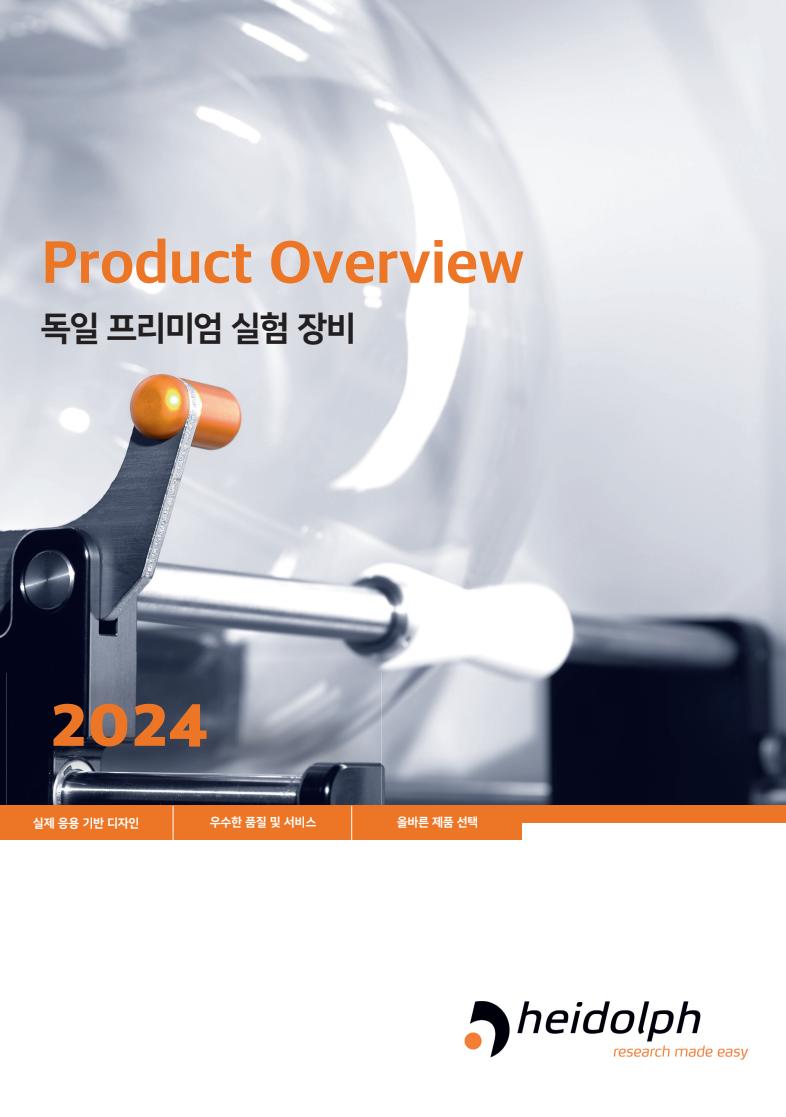 Product Overview
독일 프리미엄 실험 장비
2024
실제 응용 기반 디자인
우수한 품질 및 서비스
올바른 제품 선택
heidolph
research made easy